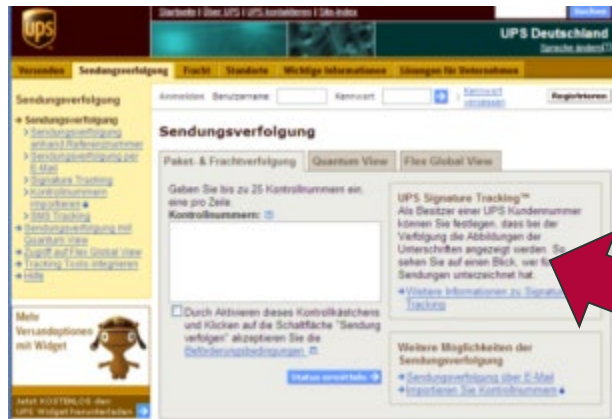 Startseite | Über UPS | UPS kontaktieren | Site-Index
Suchen
ups
UPS Deutschland
Sprache ändern
Versenden Sendungsverfolgung Fracht Standorte Wichtige Informationen Lösungen für Unternehmen
Sendungsverfolgung
Anmelden Benutzername: Kennwort: | Kennwort vergessen Registrieren
Sendungsverfolgung
Sendungsverfolgung anhand Referenznummer
Sendungsverfolgung per E-Mail
Signature Tracking
Kontrollnummern importieren
SMS Tracking
Sendungsverfolgung mit Quantum View
Zugriff auf Flex Global View
Tracking Tools integrieren
Hilfe
Mehr
Versandoptionen
mit Widget
Jetzt KOSTENLOS den
UPS Widget herunterladen
Sendungsverfolgung
Paket- & Frachtverfolgung Quantum View Flex Global View
Geben Sie bis zu 25 Kontrollnummern ein,
eine pro Zeile.
Kontrollnummern:
Durch Aktivieren dieses Kontrollkästchens
und Klicken auf die Schaltfläche "Sendung
verfolgen" akzeptieren Sie die
Beförderungsbedingungen.
Status ermitteln
UPS Signature Tracking™
Als Besitzer einer UPS Kundennummer
können Sie festlegen, dass bei der
Verfolgung die Abbildungen der
Unterschriften angezeigt werden. So
sehen Sie auf einen Blick, wer
Sendungen unterzeichnet hat.
Weitere Informationen zu
Tracking
Weitere Möglichkeiten der
Sendungsverfolgung
Sendungsverfolgung über E-Mail
Importieren Sie Kontrollnummern